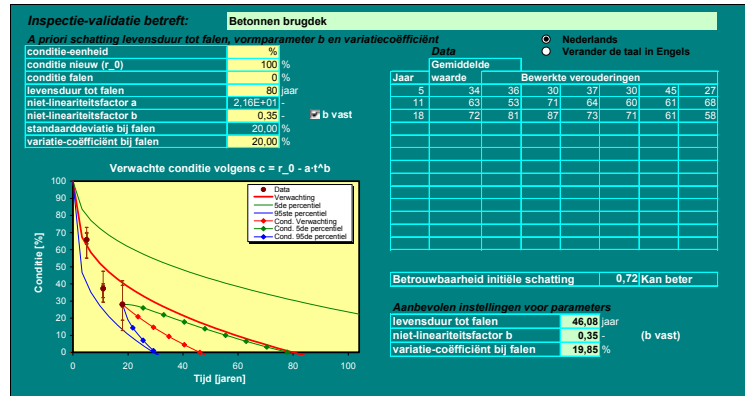 Inspectie-validatie betreft: Betonnen brugdek
A priori schatting levensduur tot falen, vormparameter b en variatiecoëfficiënt
conditie-eenheid %
conditie nieuw (r_0) 100 %
conditie falen 0 %
levensduur tot falen 80 jaar
niet-lineariteitsfactor a 2,16E+01 -
niet-lineariteitsfactor b 0,35 - b vast
standaarddeviatie bij falen 20,00 %
variatie-coëfficiënt bij falen 20,00 %
Nederlands
Verander de taal in Engels
Data
Gemiddelde
Jaar waarde Bewerkte verouderingen
5 34 36 30 37 30 45 27
11 63 53 71 64 60 61 68
18 72 81 87 73 71 61 58
Verwachte conditie volgens c = r_0 - a·t^b
Data
Verwachting
5de percentiel
95ste percentiel
Cond. Verwachting
Cond. 5de percentiel
Cond. 95de percentiel
Conditie [%]
100
90
80
70
60
50
40
30
20
10
0
0 20 40 60 80 100
Tijd [jaren]
Betrouwbaarheid initiële schatting 0,72 Kan beter
Aanbevolen instellingen voor parameters
levensduur tot falen 46,08 jaar
niet-lineariteitsfactor b 0,35 - (b vast)
variatie-coëfficiënt bij falen 19,85 %